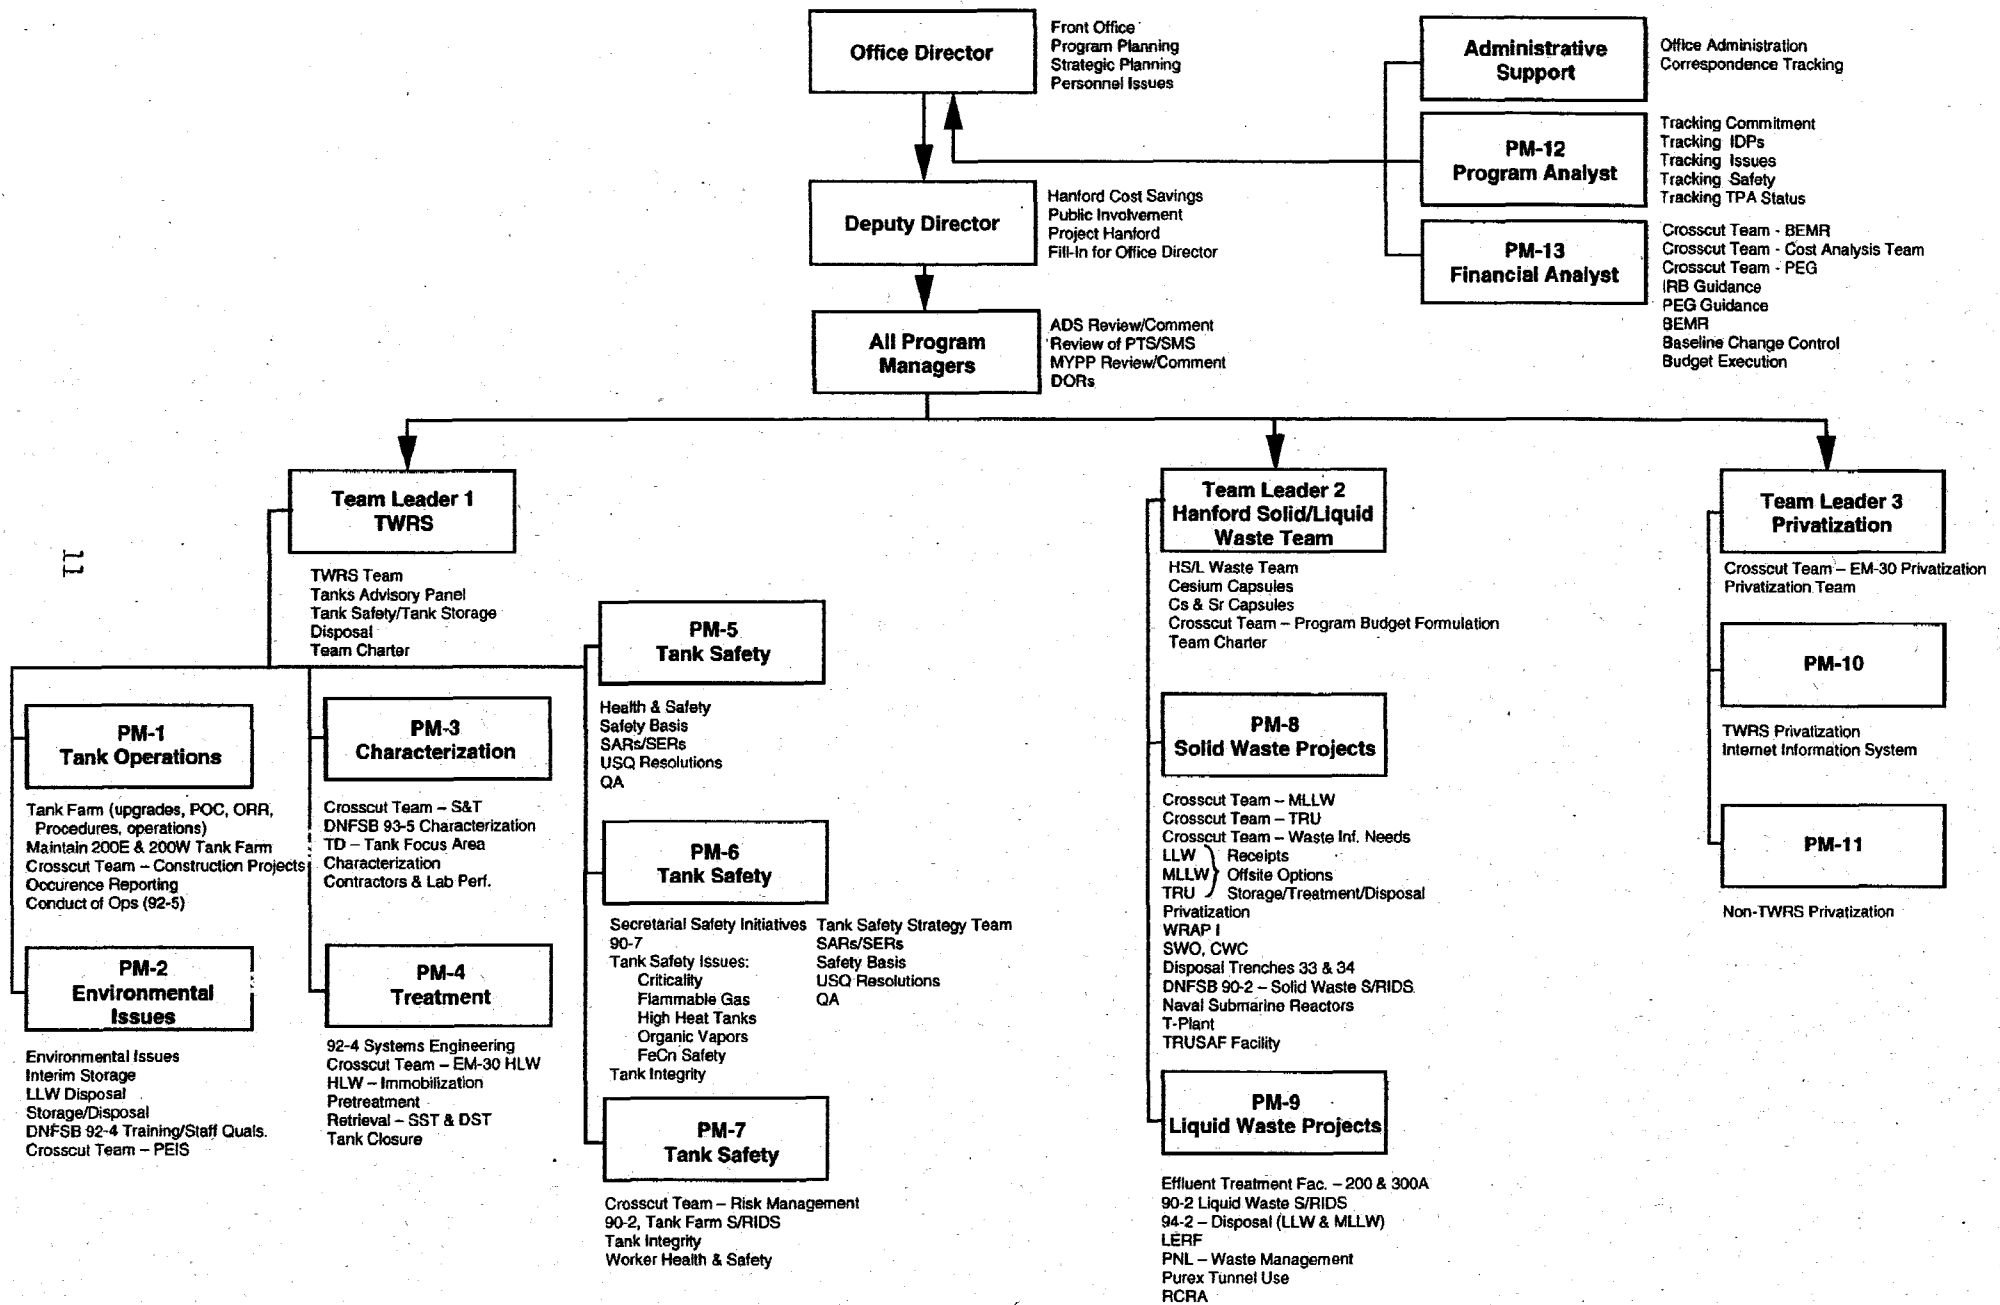 Office Director
Front Office
Program Planning
Strategic Planning
Personnel Issues
Administrative
Support
Office Administration
Correspondence Tracking
PM-12
Program Analyst
Tracking Commitment
Tracking IDPs
Tracking Issues
Tracking Safety
Tracking TPA Status
Deputy Director
Hanford Cost Savings
Public Involvement
Project Hanford
Fill-In for Office Director
PM-13
Financial Analyst
Crosscut Team - BEMR
Crosscut Team - Cost Analysis Team
Crosscut Team - PEG
IRB Guidance
PEG Guidance
BEMR
Baseline Change Control
Budget Execution
All Program
Managers
ADS Review/Comment
Review of PTS/SMS
MYPP Review/Comment
DORs
Team Leader 1
TWRS
TWRS Team
Tanks Advisory Panel
Tank Safety/Tank Storage
Disposal
Team Charter
PM-1
Tank Operations
Tank Farm (upgrades, POC, ORR,
Procedures, operations)
Maintain 200E & 200W Tank Farm
Crosscut Team – Construction Projects
Occurence Reporting
Conduct of Ops (92-5)
PM-2
Environmental
Issues
Environmental Issues
Interim Storage
LLW Disposal
Storage/Disposal
DNFSB 92-4 Training/Staff Quals.
Crosscut Team – PEIS
PM-3
Characterization
Crosscut Team – S&T
DNFSB 93-5 Characterization
TD – Tank Focus Area
Characterization
Contractors & Lab Perf.
PM-4
Treatment
92-4 Systems Engineering
Crosscut Team – EM-30 HLW
HLW – Immobilization
Pretreatment
Retrieval – SST & DST
Tank Closure
PM-5
Tank Safety
Health & Safety
Safety Basis
SARs/SERs
USQ Resolutions
QA
PM-6
Tank Safety
Secretarial Safety Initiatives
90-7
Tank Safety Issues:
Criticality
Flammable Gas
High Heat Tanks
Organic Vapors
FeCn Safety
Tank Integrity
Tank Safety Strategy Team
SARs/SERs
Safety Basis
USQ Resolutions
QA
PM-7
Tank Safety
Crosscut Team – Risk Management
90-2, Tank Farm S/RIDS
Tank Integrity
Worker Health & Safety
Team Leader 2
Hanford Solid/Liquid
Waste Team
HS/L Waste Team
Cesium Capsules
Cs & Sr Capsules
Crosscut Team – Program Budget Formulation
Team Charter
PM-8
Solid Waste Projects
Crosscut Team – MLLW
Crosscut Team – TRU
Crosscut Team – Waste Inf. Needs
LLW Receipts
MLLW Offsite Options
TRU Storage/Treatment/Disposal
Privatization
WRAP I
SWO, CWC
Disposal Trenches 33 & 34
DNFSB 90-2 – Solid Waste S/RIDS
Naval Submarine Reactors
T-Plant
TRUSAF Facility
PM-9
Liquid Waste Projects
Effluent Treatment Fac. – 200 & 300A
90-2 Liquid Waste S/RIDS
94-2 – Disposal (LLW & MLLW)
LERF
PNL – Waste Management
Purex Tunnel Use
RCRA
Team Leader 3
Privatization
Crosscut Team – EM-30 Privatization
Privatization Team
PM-10
TWRS Privatization
Internet Information System
PM-11
Non-TWRS Privatization
11